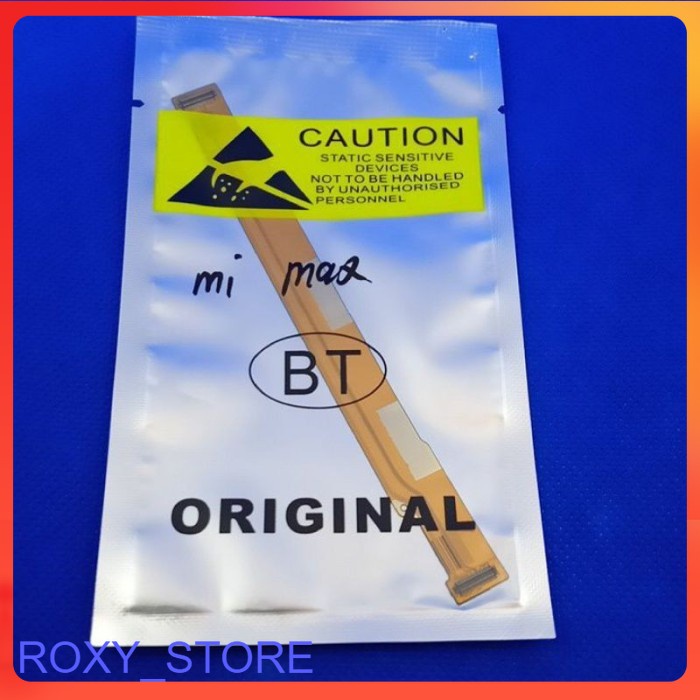 CAUTION
STATIC SENSITIVE
DEVICES
NOT TO BE HANDLED
BY UNAUTHORISED
PERSONNEL
mi max
BT
ORIGINAL
ROXY_STORE